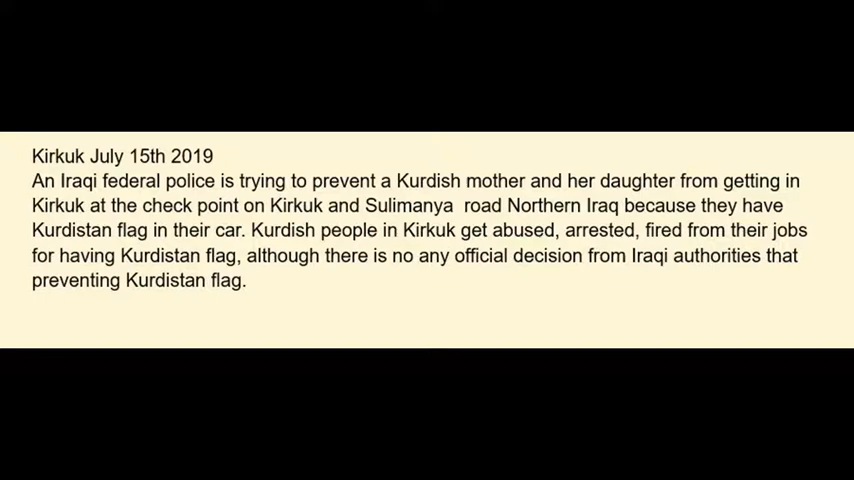 Kirkuk July 15th 2019
An Iraqi federal police is trying to prevent a Kurdish mother and her daughter from getting in
Kirkuk at the check point on Kirkuk and Sulimanya  road Northern Iraq because they have
Kurdistan flag in their car. Kurdish people in Kirkuk get abused, arrested, fired from their jobs
for having Kurdistan flag, although there is no any official decision from Iraqi authorities that
preventing Kurdistan flag.